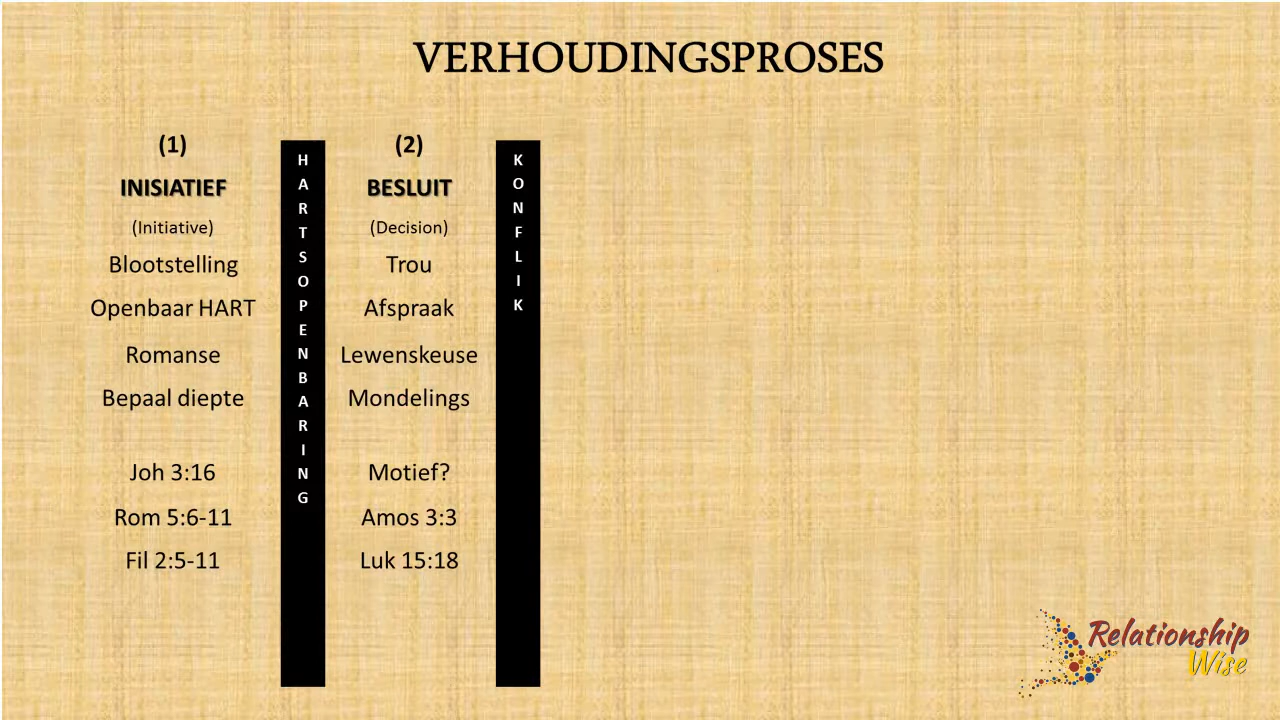 VERHOUDINGSPROSES
(1)
INISIATIEF
(Initiative)
Blootstelling
Openbaar HART
Romanse
Bepaal diepte
Joh 3:16
Rom 5:6-11
Fil 2:5-11
HARTSOPENBARING
(2)
BESLUIT
(Decision)
Trou
Afspraak
Lewenskeuse
Mondelings
Motief?
Amos 3:3
Luk 15:18
KONFLIK
Relationship
Wise